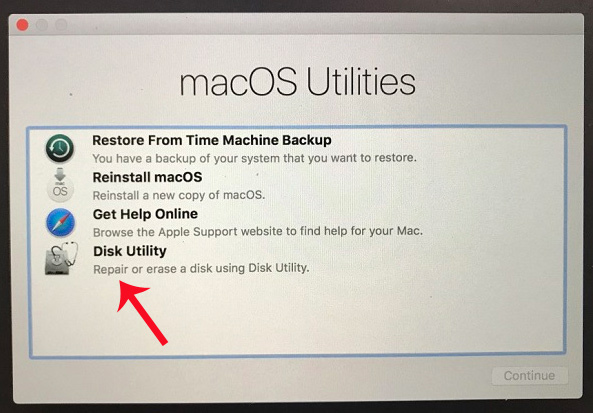 macOS Utilities
Restore From Time Machine Backup
You have a backup of your system that you want to restore.
macOS
Reinstall macOS
Reinstall a new copy of macOS.
Get Help Online
Browse the Apple Support website to find help for your Mac.
Disk Utility
Repair or erase a disk using Disk Utility.
Continue